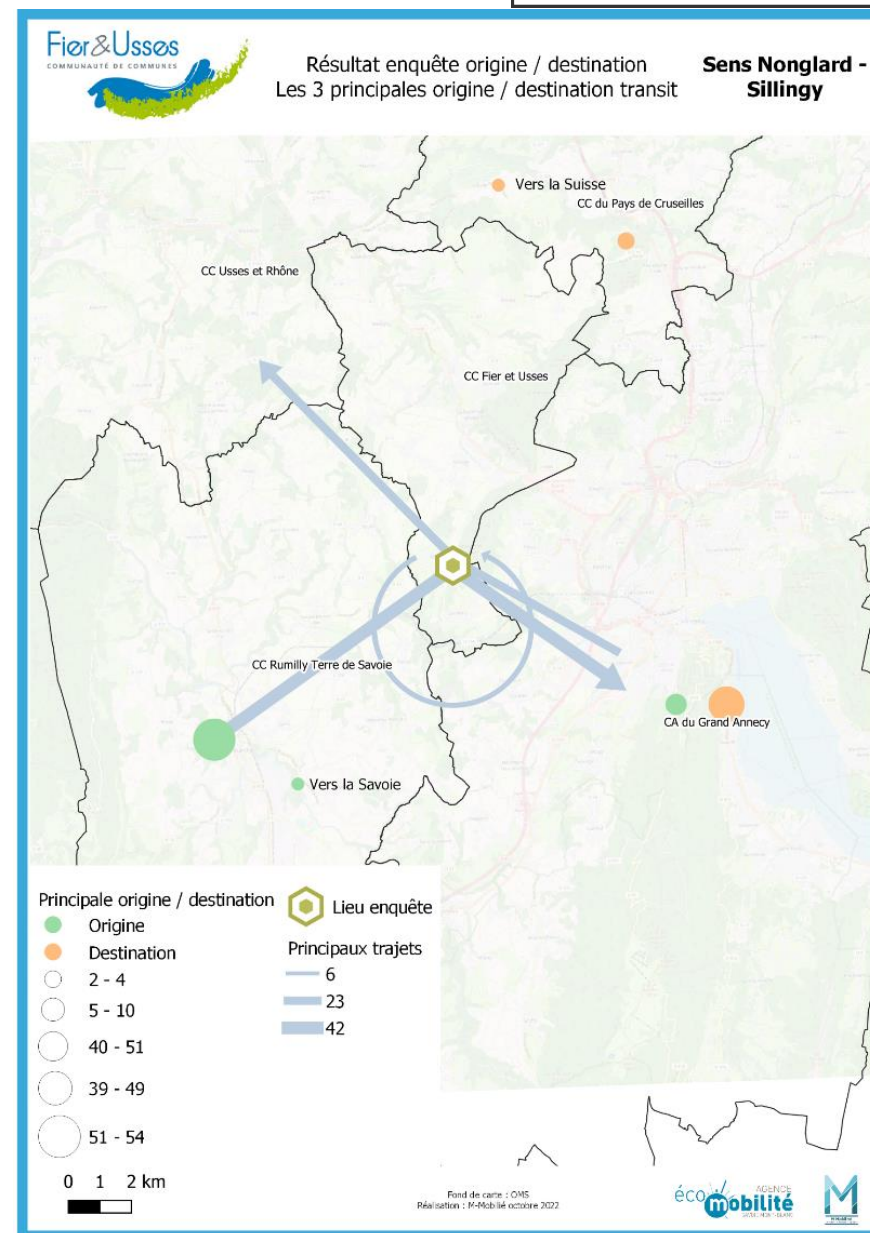 Fier&Usses
COMMUNAUTÉ DE COMMUNES
Résultat enquête origine / destination
Les 3 principales origine / destination transit
Sens Nonglard -
Sillingy
Vers la Suisse
CC du Pays de Cruseilles
CC Usses et Rhône
CC Fier et Usses
CC Rumilly Terre de Savoie
CA du Grand Annecy
Vers la Savoie
Principale origine / destination
Origine
Destination
2 - 4
5 - 10
40 - 51
39 - 49
51 - 54
Lieu enquête
Principaux trajets
6
23
42
0 1 2 km
Fond de carte : OMS
Réalisation : M-Mobilié octobre 2022
AGENCE
éco mobilité
SAVOIE MONT-BLANC
M